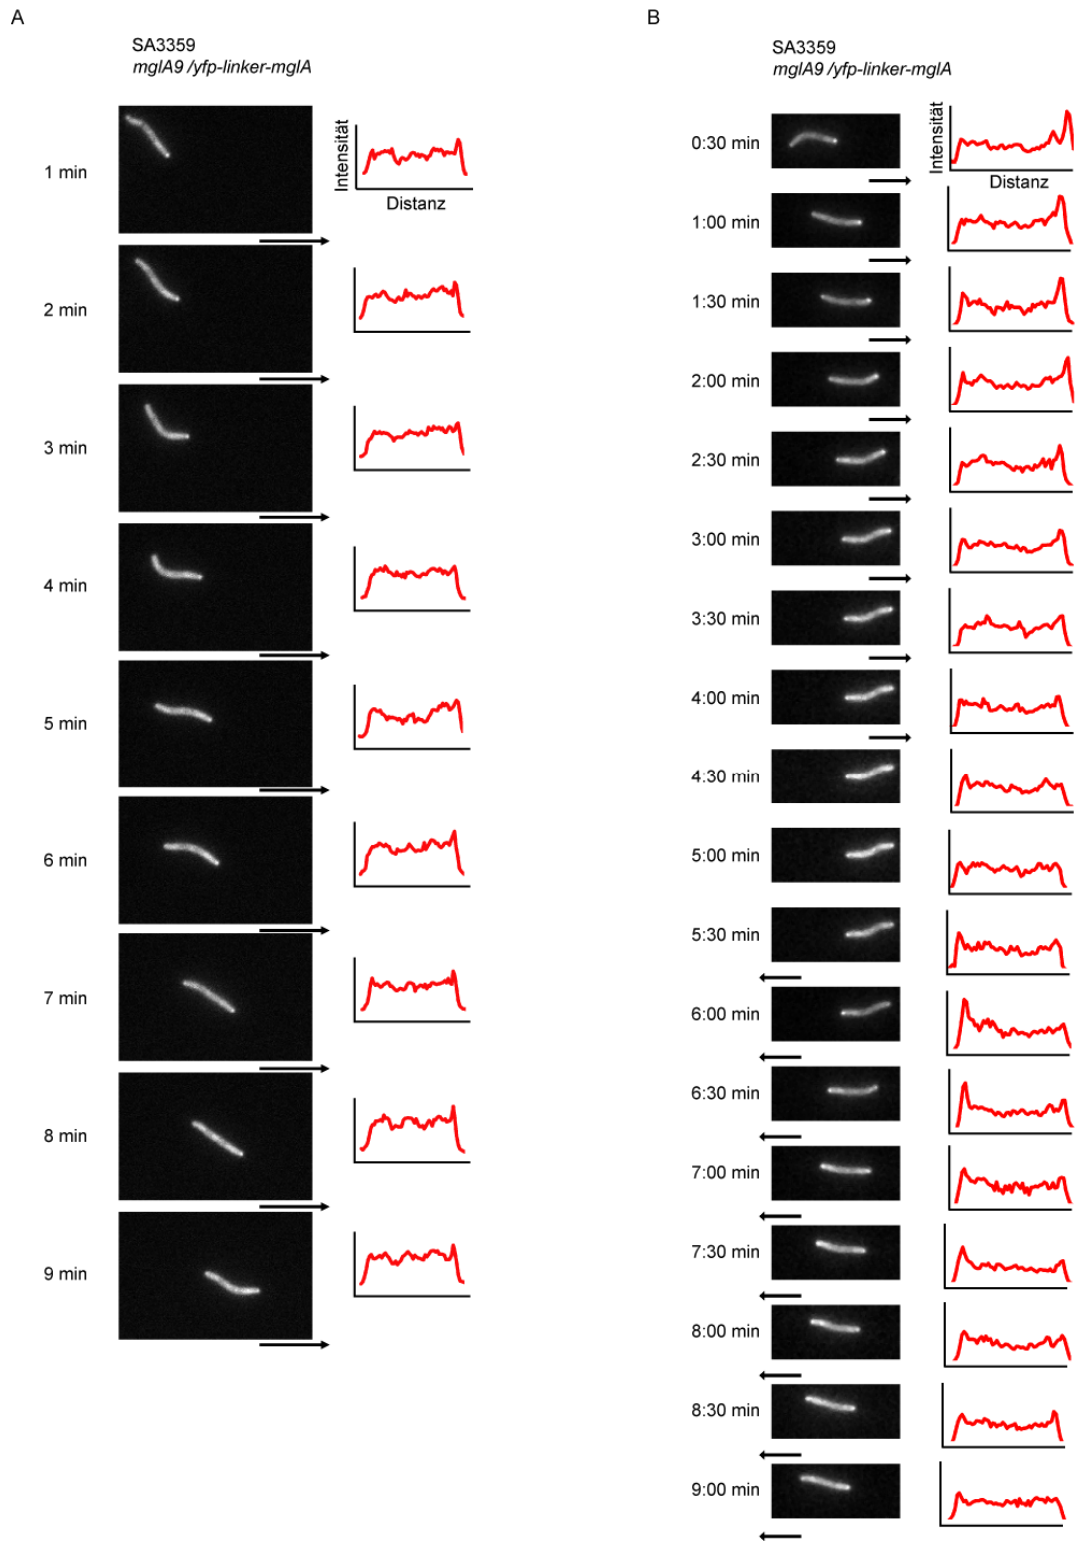 A
SA3359
mglA9 /yfp-linker-mglA
1 min
Intensität
Distanz
2 min
3 min
4 min
5 min
6 min
7 min
8 min
9 min
B
SA3359
mglA9 /yfp-linker-mglA
0:30 min
Intensität
Distanz
1:00 min
1:30 min
2:00 min
2:30 min
3:00 min
3:30 min
4:00 min
4:30 min
5:00 min
5:30 min
6:00 min
6:30 min
7:00 min
7:30 min
8:00 min
8:30 min
9:00 min